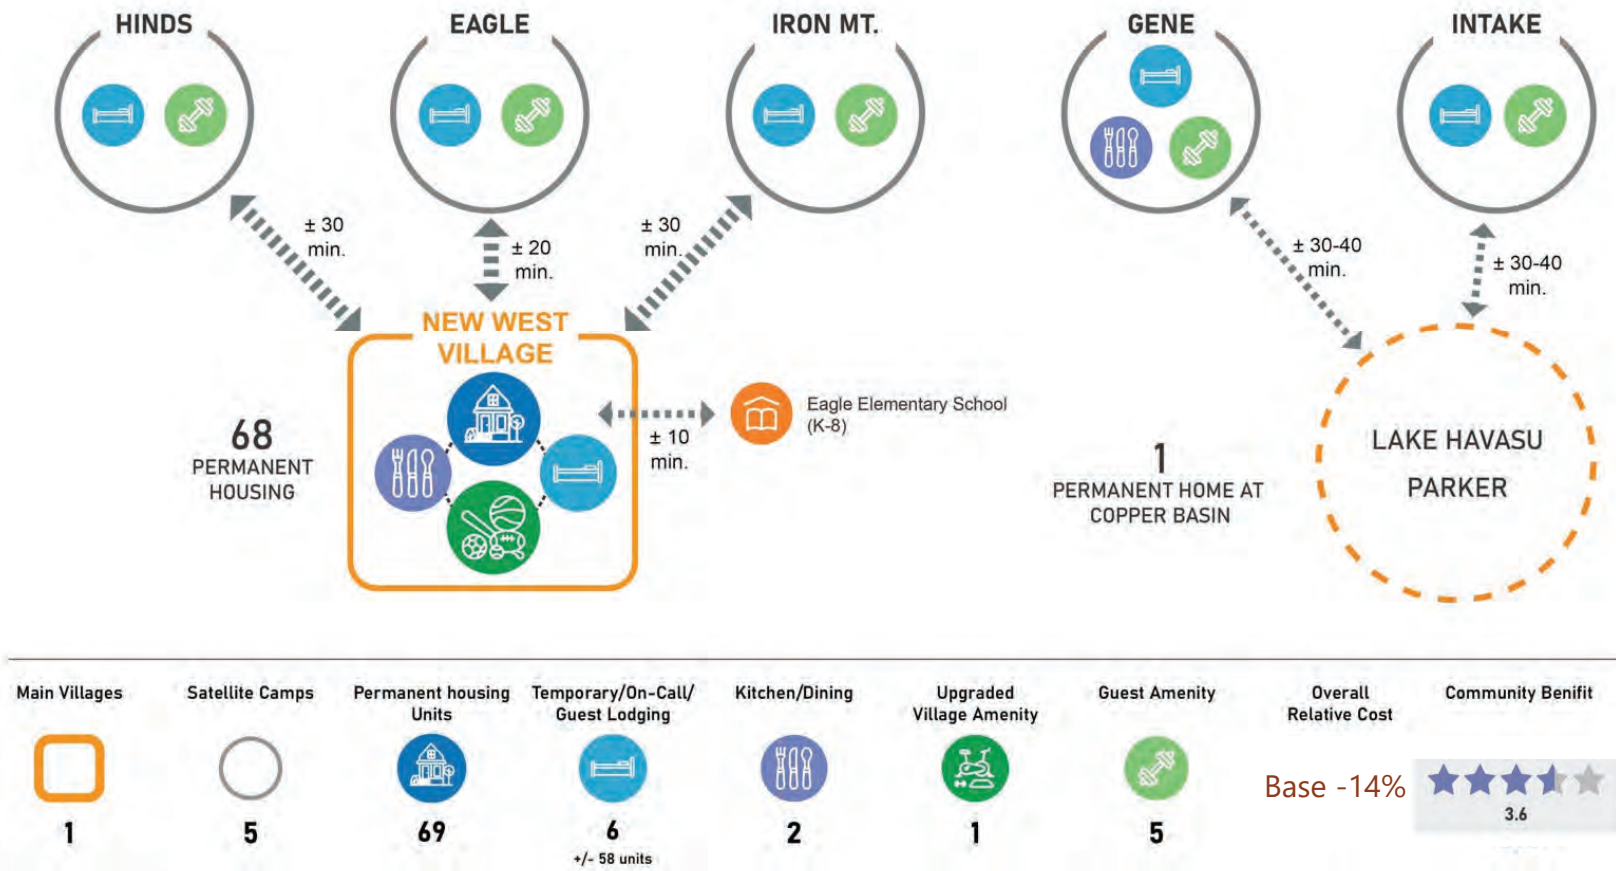 HINDS
EAGLE
IRON MT.
GENE
INTAKE
± 30
min.
± 20
min.
± 30
min.
± 30-40
min.
± 30-40
min.
NEW WEST
VILLAGE
68
PERMANENT
HOUSING
± 10
min.
Eagle Elementary School
(K-8)
1
PERMANENT HOME AT
COPPER BASIN
LAKE HAVASU
PARKER
Main Villages
1
Satellite Camps
5
Permanent housing
Units
69
Temporary/On-Call/
Guest Lodging
6
+/- 58 units
Kitchen/Dining
2
Upgraded
Village Amenity
1
Guest Amenity
5
Overall
Relative Cost
Base -14%
Community Benifit
3.6